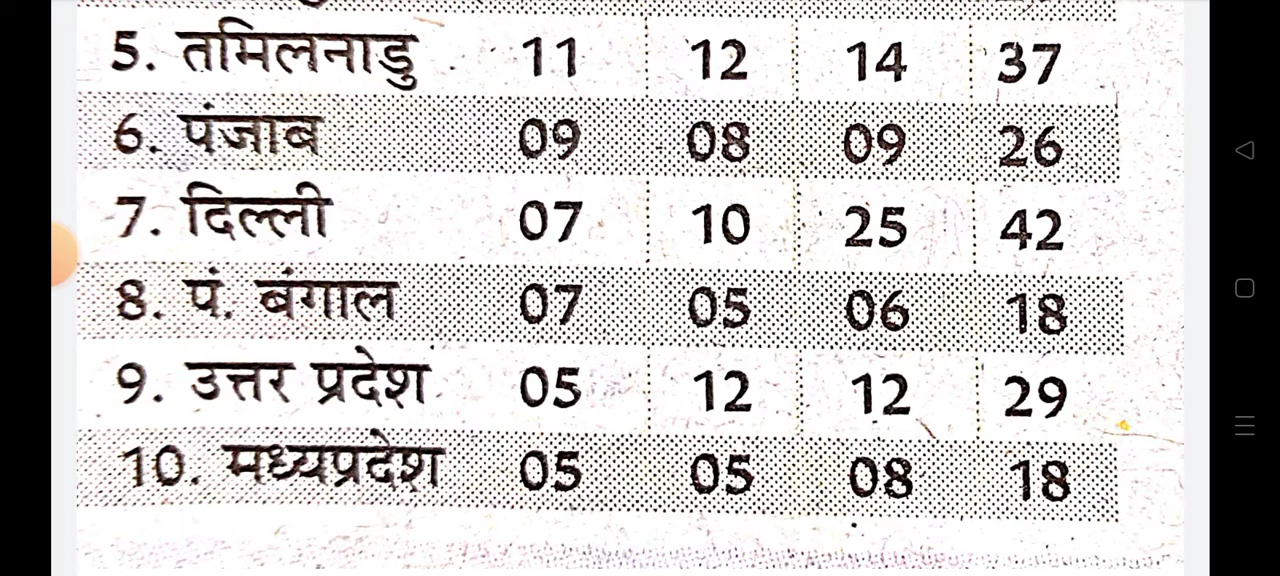 5. तमिलनाडु 11 12 14 37
6. पंजाब 09 08 09 26
7. दिल्ली 07 10 25 42
8. पं. बंगाल 07 05 06 18
9. उत्तर प्रदेश 05 12 12 29
10. मध्यप्रदेश 05 05 08 18